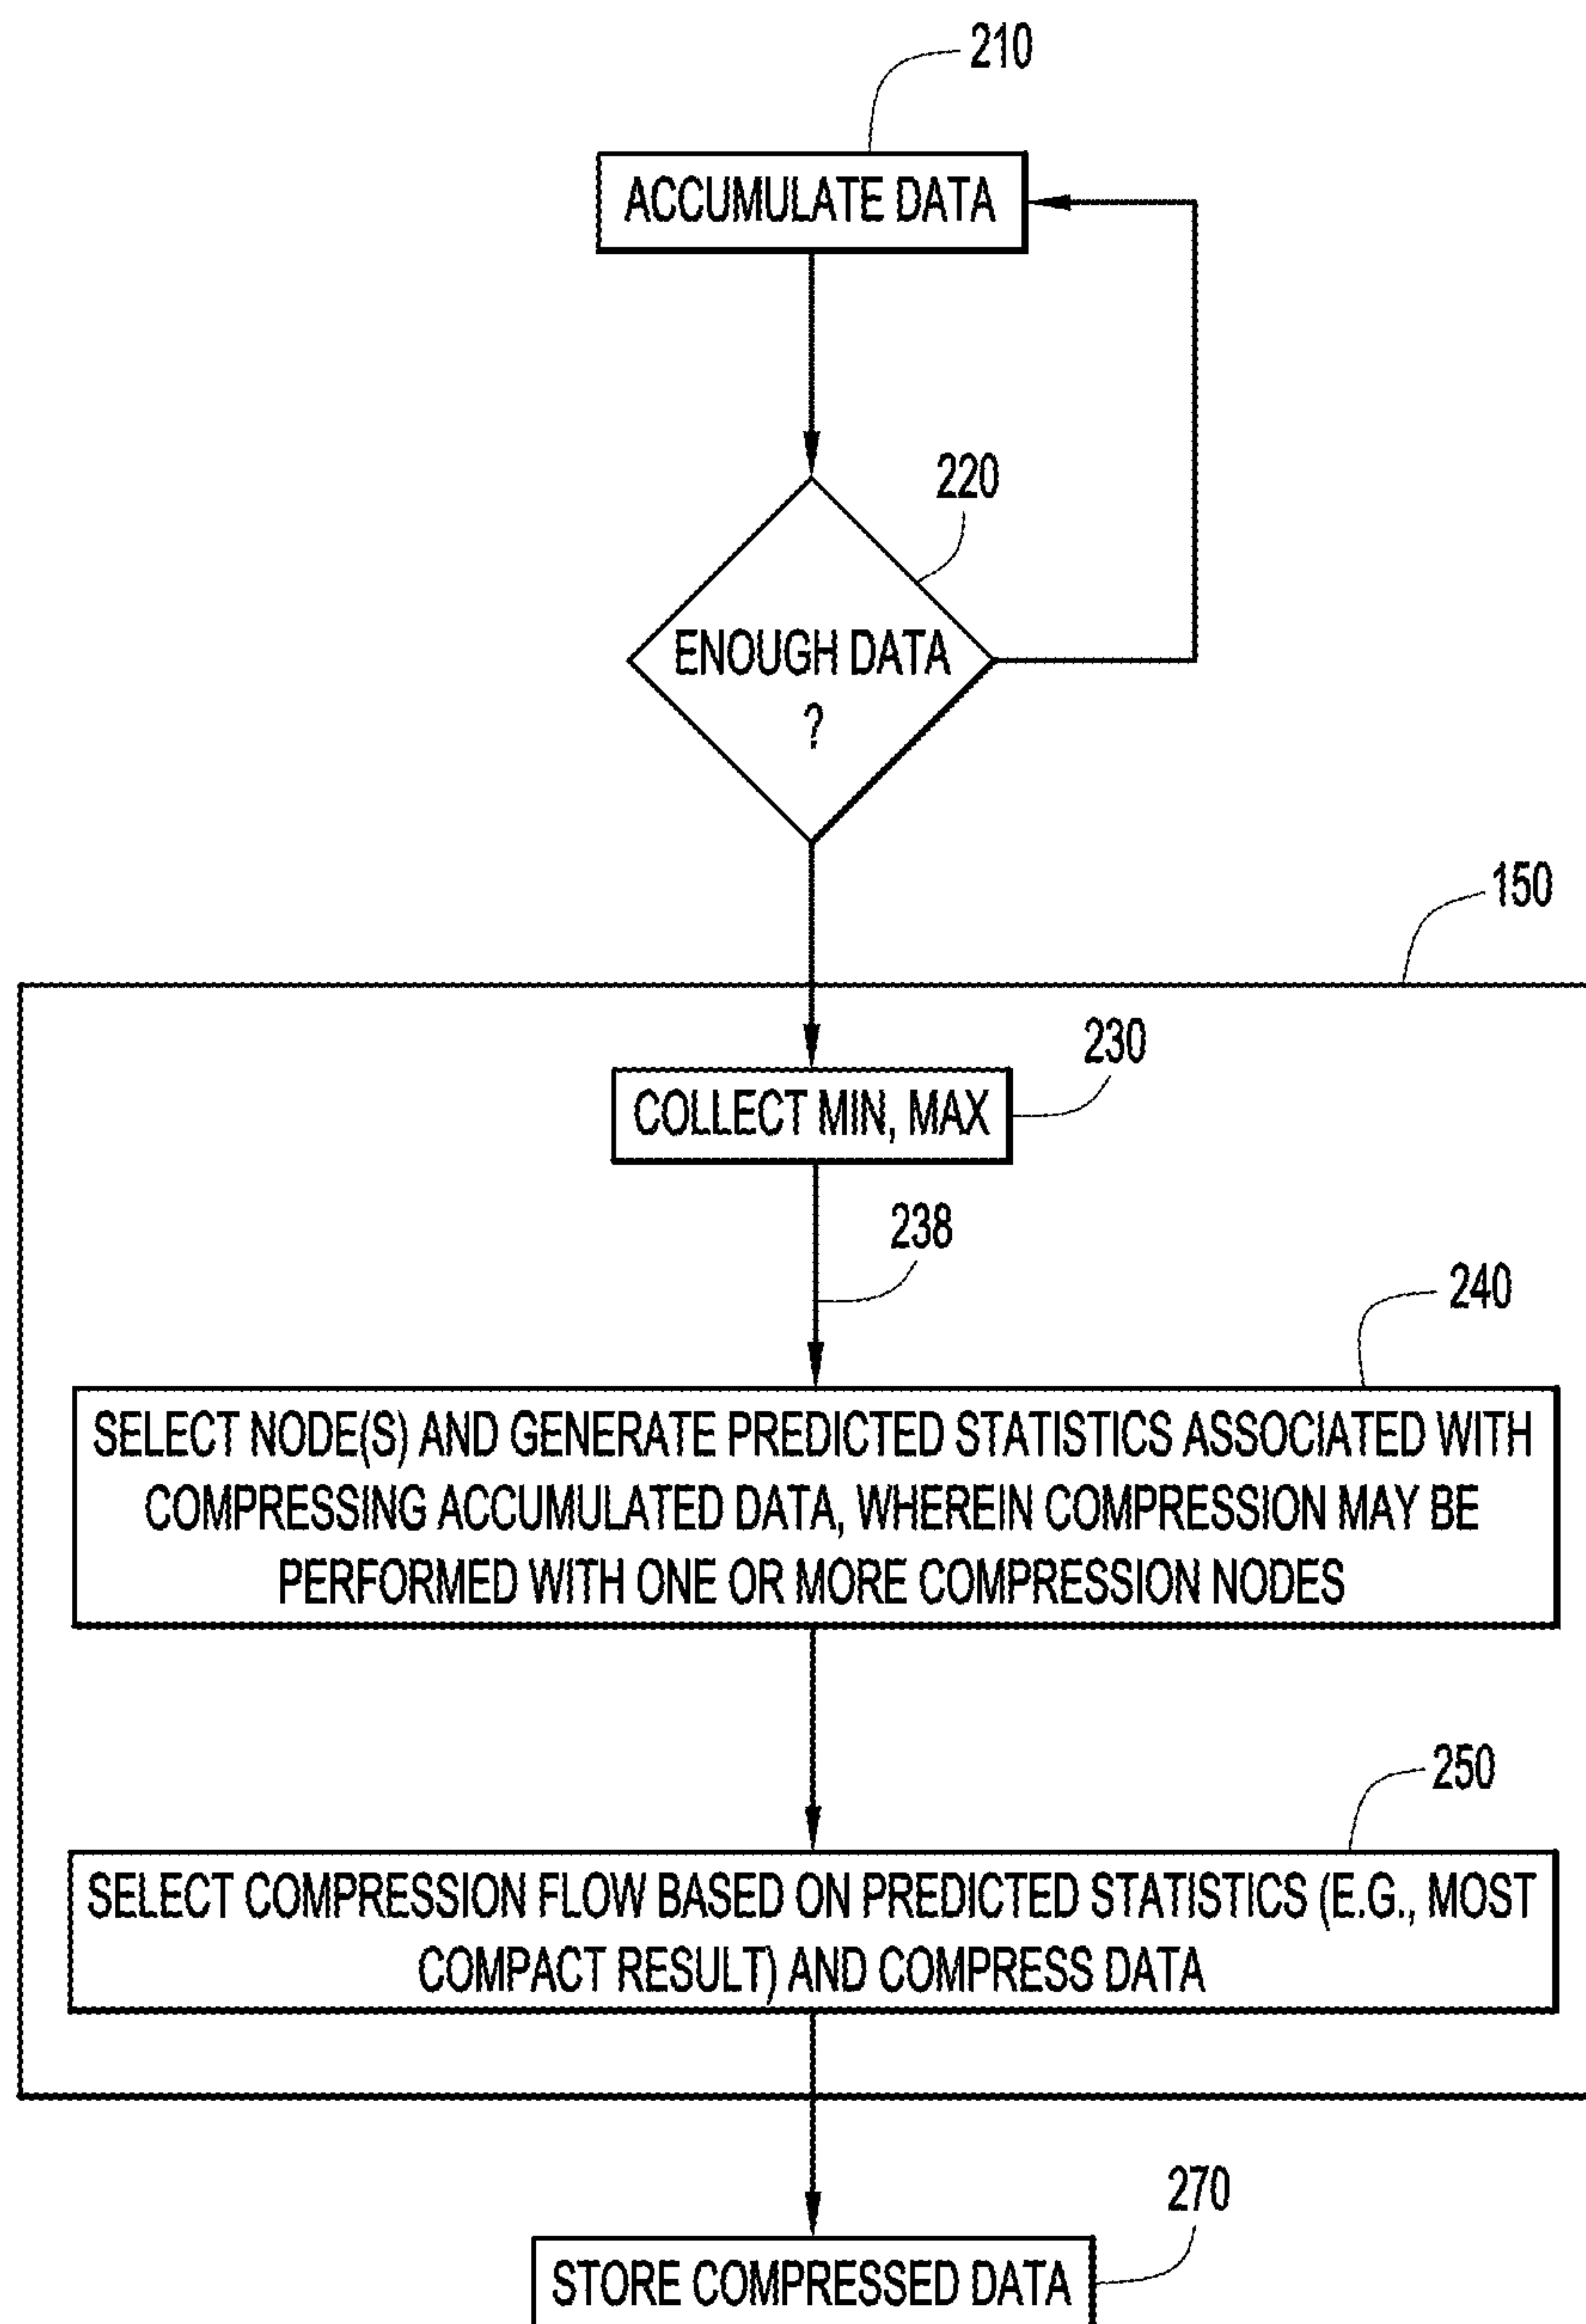 210
ACCUMULATE DATA
220
ENOUGH DATA
?
150
230
COLLECT MIN, MAX
238
240
SELECT NODE(S) AND GENERATE PREDICTED STATISTICS ASSOCIATED WITH
COMPRESSING ACCUMULATED DATA, WHEREIN COMPRESSION MAY BE
PERFORMED WITH ONE OR MORE COMPRESSION NODES
250
SELECT COMPRESSION FLOW BASED ON PREDICTED STATISTICS (E.G., MOST
COMPACT RESULT) AND COMPRESS DATA
270
STORE COMPRESSED DATA